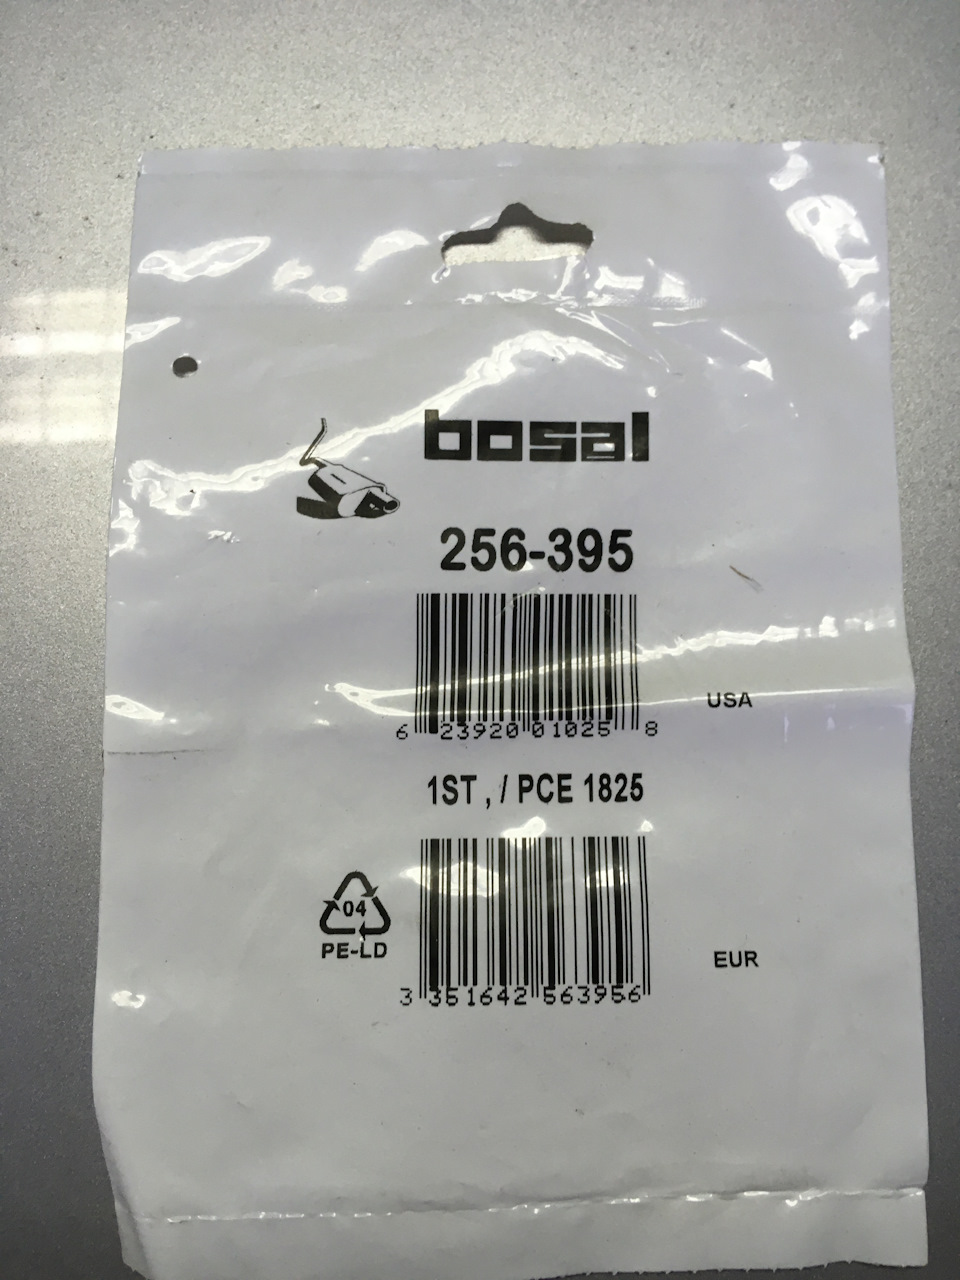 bosal
256-395
6 23920 01025 8
USA
1ST , / PCE 1825
04
PE-LD
3 351642 563956
EUR